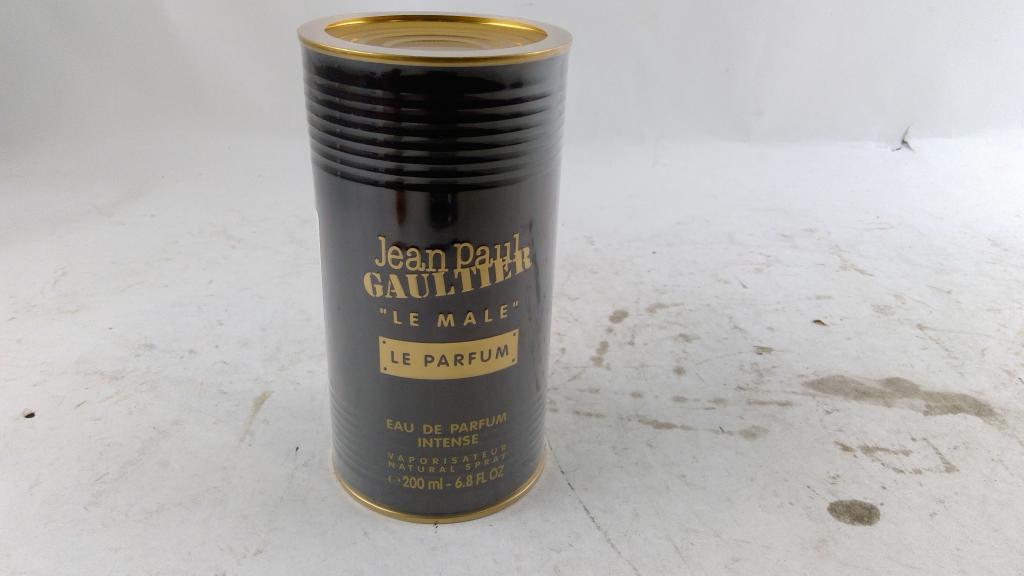 Jean Paul
GAULTIER
"LE MALE"
LE PARFUM
EAU DE PARFUM
INTENSE
VAPORISATEUR
NATURAL SPRAY
℮ 200 ml - 6.8 FL OZ